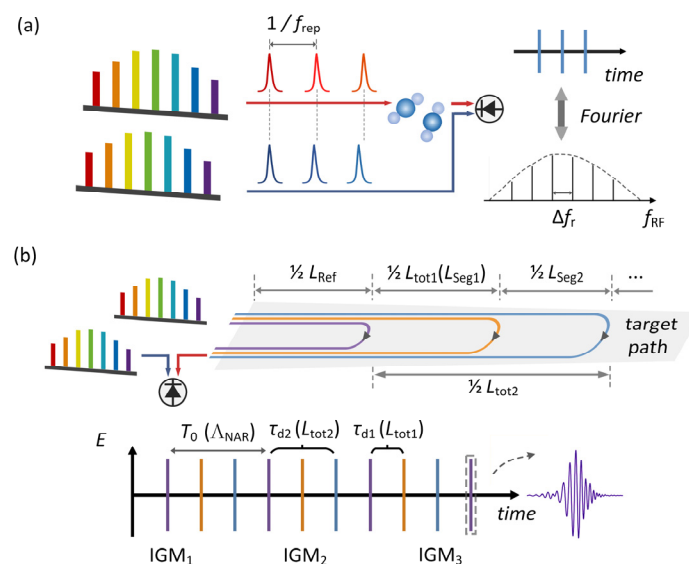 (a)
1 / f_rep
time
Fourier
Δf_r
f_RF
(b)
½ L_Ref
½ L_tot1(L_Seg1)
½ L_Seg2
...
target
path
½ L_tot2
E
T_0 (Λ_NAR)
τ_d2 (L_tot2)
τ_d1 (L_tot1)
time
IGM_1
IGM_2
IGM_3